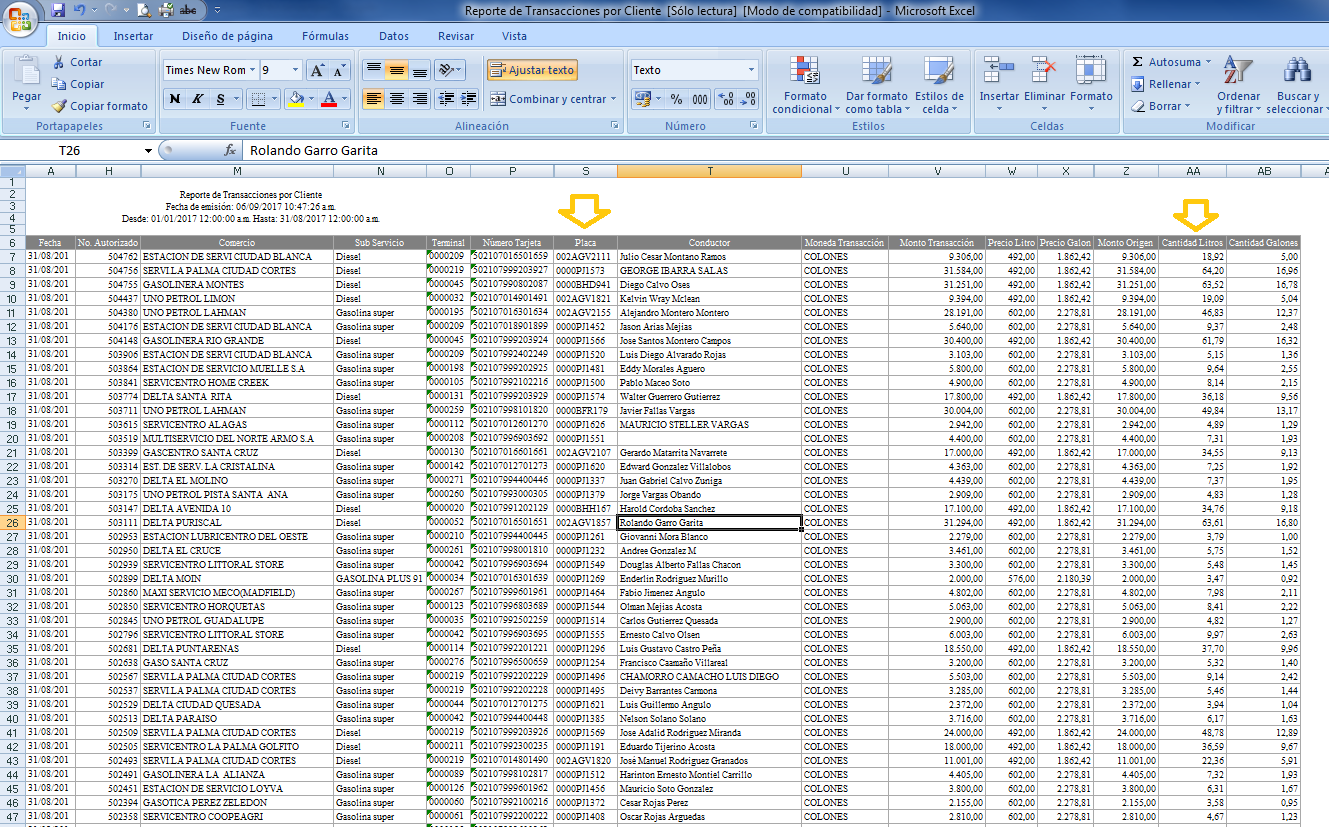 Reporte de Transacciones por Cliente [Sólo lectura] [Modo de compatibilidad] - Microsoft Excel
Inicio Insertar Diseño de página Fórmulas Datos Revisar Vista
Pegar Cortar Copiar Copiar formato Portapapeles
Times New Rom 9 N K S Fuente
Ajustar texto Combinar y centrar Alineación
Texto % 000 Número
Formato condicional Dar formato como tabla Estilos de celda Estilos
Insertar Eliminar Formato Celdas
Σ Autosuma Rellenar Borrar Ordenar y filtrar Buscar y seleccionar Modificar
T26 fx Rolando Garro Garita
A H M N O P S T U V W X Z AA AB
1
2 Reporte de Transacciones por Cliente
3 Fecha de emisión: 06/09/2017 10:47:26 a.m.
4 Desde: 01/01/2017 12:00:00 a.m. Hasta: 31/08/2017 12:00:00 a.m.
5
6 Fecha No. Autorizado Comercio Sub Servicio Terminal Número Tarjeta Placa Conductor Moneda Transacción Monto Transacción Precio Litro Precio Galon Monto Origen Cantidad Litros Cantidad Galones
7 31/08/201 504762 ESTACION DE SERVI CIUDAD BLANCA Diesel 0000209 502107016501659 002AGV2111 Julio Cesar Montano Ramos COLONES 9.306,00 492,00 1.862,42 9.306,00 18,92 5,00
8 31/08/201 504756 SERVI LA PALMA CIUDAD CORTES Diesel 0000219 502107999203927 0000PJ1573 GEORGE IBARRA SALAS COLONES 31.584,00 492,00 1.862,42 31.584,00 64,20 16,96
9 31/08/201 504755 GASOLINERA MONTES Diesel 0000045 502107990802087 0000BHD941 Diego Calvo Oses COLONES 31.251,00 492,00 1.862,42 31.251,00 63,52 16,78
10 31/08/201 504437 UNO PETROL LIMON Diesel 0000032 502107014901491 002AGV1821 Kelvin Wray Mclean COLONES 9.394,00 492,00 1.862,42 9.394,00 19,09 5,04
11 31/08/201 504380 UNO PETROL LAHMAN Gasolina super 0000195 502107016301634 002AGV2155 Alejandro Montero Montero COLONES 28.191,00 602,00 2.278,81 28.191,00 46,83 12,37
12 31/08/201 504176 ESTACION DE SERVI CIUDAD BLANCA Gasolina super 0000209 502107018901899 0000PJ1452 Jason Arias Mejias COLONES 5.640,00 602,00 2.278,81 5.640,00 9,37 2,48
13 31/08/201 504148 GASOLINERA RIO GRANDE Diesel 0000045 502107999203924 0000PJ1566 Jose Santos Montero Campos COLONES 30.400,00 492,00 1.862,42 30.400,00 61,79 16,32
14 31/08/201 503906 ESTACION DE SERVI CIUDAD BLANCA Gasolina super 0000209 502107992402249 0000PJ1520 Luis Diego Alvarado Rojas COLONES 3.103,00 602,00 2.278,81 3.103,00 5,15 1,36
15 31/08/201 503864 ESTACION DE SERVICIO MUELLE S.A Gasolina super 0000198 502107999202925 0000PJ1481 Eddy Morales Aguero COLONES 5.800,00 602,00 2.278,81 5.800,00 9,64 2,55
16 31/08/201 503841 SERVICENTRO HOME CREEK Gasolina super 0000105 502107992102216 0000PJ1500 Pablo Maceo Soto COLONES 4.900,00 602,00 2.278,81 4.900,00 8,14 2,15
17 31/08/201 503774 DELTA SANTA RITA Diesel 0000131 502107999203929 0000PJ1574 Walter Guerrero Gutierrez COLONES 17.800,00 492,00 1.862,42 17.800,00 36,18 9,56
18 31/08/201 503711 UNO PETROL LAHMAN Gasolina super 0000259 502107998101820 0000BFR179 Javier Fallas Vargas COLONES 30.004,00 602,00 2.278,81 30.004,00 49,84 13,17
19 31/08/201 503615 SERVICENTRO ALAGAS Gasolina super 0000112 502107012601270 0000PJ1626 MAURICIO STELLER VARGAS COLONES 2.942,00 602,00 2.278,81 2.942,00 4,89 1,29
20 31/08/201 503519 MULTISERVICIO DEL NORTE ARMO S.A Gasolina super 0000208 502107996903692 0000PJ1551 COLONES 4.400,00 602,00 2.278,81 4.400,00 7,31 1,93
21 31/08/201 503399 GASCENTRO SANTA CRUZ Diesel 0000130 502107016601661 002AGV2107 Gerardo Matarrita Navarrete COLONES 17.000,00 492,00 1.862,42 17.000,00 34,55 9,13
22 31/08/201 503314 EST. DE SERV. LA CRISTALINA Gasolina super 0000142 502107012701273 0000PJ1620 Edward Gonzalez Villalobos COLONES 4.363,00 602,00 2.278,81 4.363,00 7,25 1,92
23 31/08/201 503270 DELTA EL MOLINO Gasolina super 0000271 502107994400446 0000PJ1337 Juan Gabriel Calvo Zuniga COLONES 4.439,00 602,00 2.278,81 4.439,00 7,37 1,95
24 31/08/201 503175 UNO PETROL PISTA SANTA ANA Gasolina super 0000260 502107993000305 0000PJ1379 Jorge Vargas Obando COLONES 2.909,00 602,00 2.278,81 2.909,00 4,83 1,28
25 31/08/201 503147 DELTA AVENIDA 10 Diesel 0000020 502107991202129 0000BHH167 Harold Cordoba Sanchez COLONES 17.100,00 492,00 1.862,42 17.100,00 34,76 9,18
26 31/08/201 503111 DELTA PURISCAL Diesel 0000052 502107016501651 002AGV1857 Rolando Garro Garita COLONES 31.294,00 492,00 1.862,42 31.294,00 63,61 16,80
27 31/08/201 502953 ESTACION LUBRICENTRO DEL OESTE Gasolina super 0000210 502107994400445 0000PJ1261 Giovanni Mora Blanco COLONES 2.279,00 602,00 2.278,81 2.279,00 3,79 1,00
28 31/08/201 502950 DELTA EL CRUCE Gasolina super 0000261 502107998001810 0000PJ1232 Andree Gonzalez M COLONES 3.461,00 602,00 2.278,81 3.461,00 5,75 1,52
29 31/08/201 502939 SERVICENTRO LITTORAL STORE Gasolina super 0000042 502107996903694 0000PJ1549 Douglas Alberto Fallas Chacon COLONES 3.300,00 602,00 2.278,81 3.300,00 5,48 1,45
30 31/08/201 502899 DELTA MOIN GASOLINA PLUS 91 0000034 502107016301639 0000PJ1269 Enderlin Rodriguez Murillo COLONES 2.000,00 576,00 2.180,39 2.000,00 3,47 0,92
31 31/08/201 502860 MAXI SERVICIO MECO(MADFIELD) Gasolina super 0000267 502107999601961 0000PJ1464 Fabio Jimenez Angulo COLONES 4.802,00 602,00 2.278,81 4.802,00 7,98 2,11
32 31/08/201 502850 SERVICENTRO HORQUETAS Gasolina super 0000123 502107996803689 0000PJ1544 Olman Mejias Acosta COLONES 5.063,00 602,00 2.278,81 5.063,00 8,41 2,22
33 31/08/201 502845 UNO PETROL GUADALUPE Gasolina super 0000035 502107992502259 0000PJ1514 Carlos Gutierrez Quesada COLONES 2.900,00 602,00 2.278,81 2.900,00 4,82 1,27
34 31/08/201 502796 SERVICENTRO LITTORAL STORE Gasolina super 0000042 502107996903695 0000PJ1555 Ernesto Calvo Olsen COLONES 6.003,00 602,00 2.278,81 6.003,00 9,97 2,63
35 31/08/201 502681 DELTA PUNTARENAS Diesel 0000114 502107992201221 0000PJ1296 Luis Gustavo Castro Peña COLONES 18.550,00 492,00 1.862,42 18.550,00 37,70 9,96
36 31/08/201 502638 GASO SANTA CRUZ Gasolina super 0000276 502107996500659 0000PJ1254 Francisco Caamaño Villareal COLONES 3.200,00 602,00 2.278,81 3.200,00 5,32 1,40
37 31/08/201 502567 SERVI LA PALMA CIUDAD CORTES Gasolina super 0000219 502107992202229 0000PJ1496 CHAMORRO CAMACHO LUIS DIEGO COLONES 5.503,00 602,00 2.278,81 5.503,00 9,14 2,42
38 31/08/201 502537 SERVI LA PALMA CIUDAD CORTES Gasolina super 0000219 502107992202228 0000PJ1495 Deivy Barrantes Carmona COLONES 3.285,00 602,00 2.278,81 3.285,00 5,46 1,44
39 31/08/201 502529 DELTA CIUDAD QUESADA Gasolina super 0000044 502107012701275 0000PJ1621 Luis Guillermo Angulo COLONES 2.372,00 602,00 2.278,81 2.372,00 3,94 1,04
40 31/08/201 502513 DELTA PARAISO Gasolina super 0000042 502107994400448 0000PJ1385 Nelson Solano Solano COLONES 3.716,00 602,00 2.278,81 3.716,00 6,17 1,63
41 31/08/201 502509 SERVI LA PALMA CIUDAD CORTES Diesel 0000219 502107999203926 0000PJ1569 Jose Adalid Rodriguez Miranda COLONES 24.000,00 492,00 1.862,42 24.000,00 48,78 12,89
42 31/08/201 502505 SERVICENTRO LA PALMA GOLFITO Diesel 0000211 502107992300235 0000PJ1191 Eduardo Tijerino Acosta COLONES 18.000,00 492,00 1.862,42 18.000,00 36,59 9,67
43 31/08/201 502493 SERVI LA PALMA CIUDAD CORTES Diesel 0000219 502107014801490 002AGV1820 José Manuel Rodriguez Granados COLONES 11.001,00 492,00 1.862,42 11.001,00 22,36 5,91
44 31/08/201 502491 GASOLINERA LA ALIANZA Gasolina super 0000089 502107998102817 0000PJ1512 Harinton Ernesto Montiel Carrillo COLONES 4.405,00 602,00 2.278,81 4.405,00 7,32 1,93
45 31/08/201 502451 ESTACION DE SERVICIO LOYVA Gasolina super 0000126 502107999601962 0000PJ1456 Mauricio Soto Gonzalez COLONES 3.800,00 602,00 2.278,81 3.800,00 6,31 1,67
46 31/08/201 502394 GASOTICA PEREZ ZELEDON Gasolina super 0000060 502107992100216 0000PJ1372 Cesar Rojas Perez COLONES 2.155,00 602,00 2.278,81 2.155,00 3,58 0,95
47 31/08/201 502358 SERVICENTRO COOPEAGRI Gasolina super 0000061 502107992200222 0000PJ1408 Oscar Rojas Arguedas COLONES 2.810,00 602,00 2.278,81 2.810,00 4,67 1,23